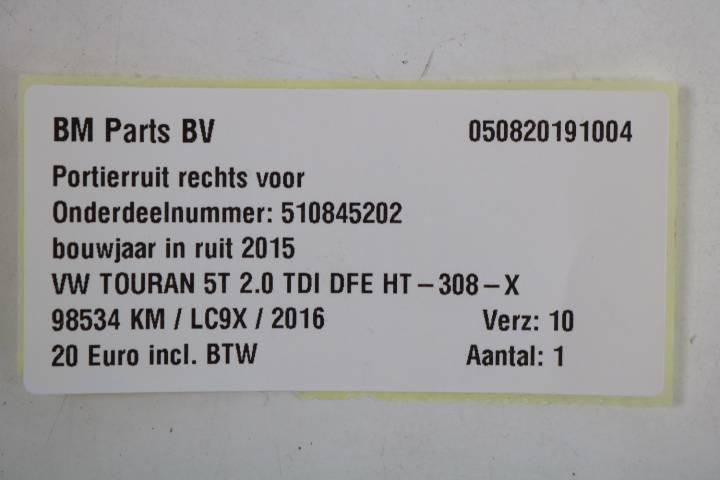 BM Parts BV 050820191004
Portierruit rechts voor
Onderdeelnummer: 510845202
bouwjaar in ruit 2015
VW TOURAN 5T 2.0 TDI DFE HT-308-X
98534 KM / LC9X / 2016 Verz: 10
20 Euro incl. BTW Aantal: 1